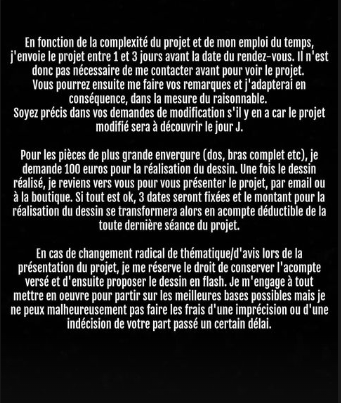 En fonction de la complexité du projet et de mon emploi du temps,
j'envoie le projet entre 1 et 3 jours avant la date du rendez-vous. Il n'est
donc pas nécessaire de me contacter avant pour voir le projet.
Vous pourrez ensuite me faire vos remarques et j'adapterai en
conséquence, dans la mesure du raisonnable.
Soyez précis dans vos demandes de modification s'il y en a car le projet
modifié sera à découvrir le jour J.
Pour les pièces de plus grande envergure (dos, bras complet etc), je
demande 100 euros pour la réalisation du dessin. Une fois le dessin
réalisé, je reviens vers vous pour vous présenter le projet, par email ou
à la boutique. Si tout est ok, 3 dates seront fixées et le montant pour la
réalisation du dessin se transformera alors en acompte déductible de la
toute dernière séance du projet.
En cas de changement radical de thématique/d'avis lors de la
présentation du projet, je me réserve le droit de conserver l'acompte
versé et d'ensuite proposer le dessin en flash. Je m'engage à tout
mettre en oeuvre pour partir sur les meilleures bases possibles mais je
ne peux malheureusement pas faire les frais d'une imprécision ou d'une
indécision de votre part passé un certain délai.